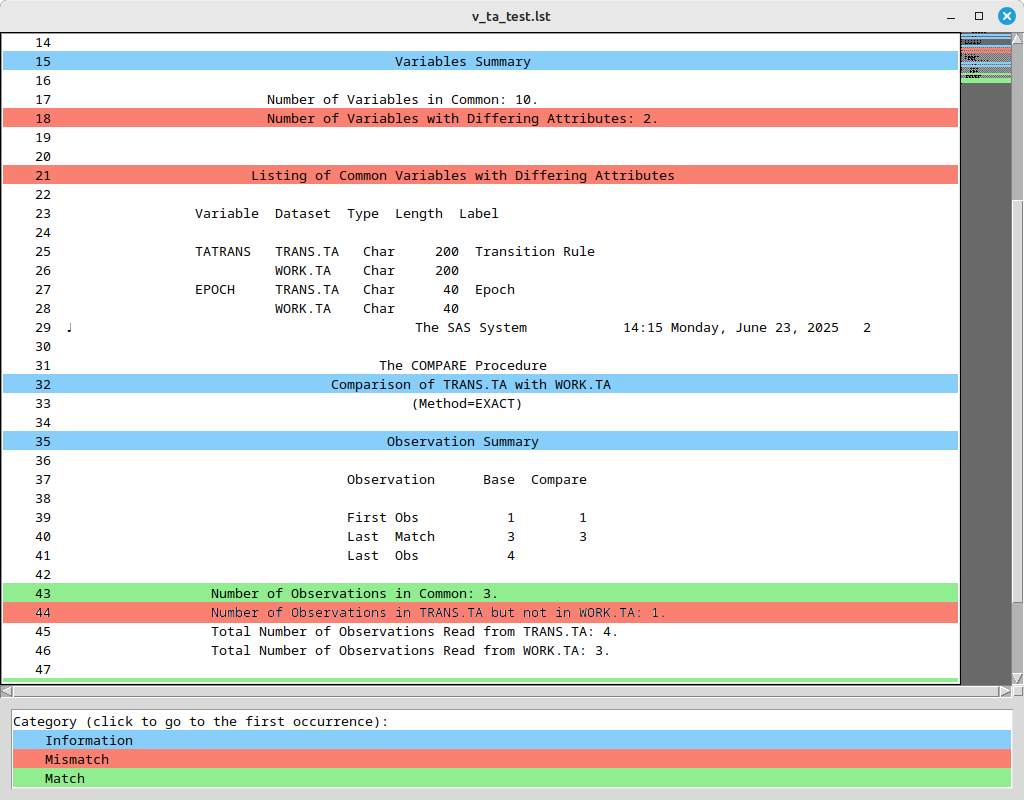 v_ta_test.lst
14
15 Variables Summary
16
17 Number of Variables in Common: 10.
18 Number of Variables with Differing Attributes: 2.
19
20
21 Listing of Common Variables with Differing Attributes
22
23 Variable Dataset Type Length Label
24
25 TATRANS TRANS.TA Char 200 Transition Rule
26 WORK.TA Char 200
27 EPOCH TRANS.TA Char 40 Epoch
28 WORK.TA Char 40
29 ♩ The SAS System 14:15 Monday, June 23, 2025 2
30
31 The COMPARE Procedure
32 Comparison of TRANS.TA with WORK.TA
33 (Method=EXACT)
34
35 Observation Summary
36
37 Observation Base Compare
38
39 First Obs 1 1
40 Last Match 3 3
41 Last Obs 4
42
43 Number of Observations in Common: 3.
44 Number of Observations in TRANS.TA but not in WORK.TA: 1.
45 Total Number of Observations Read from TRANS.TA: 4.
46 Total Number of Observations Read from WORK.TA: 3.
47
Category (click to go to the first occurrence):
Information
Mismatch
Match